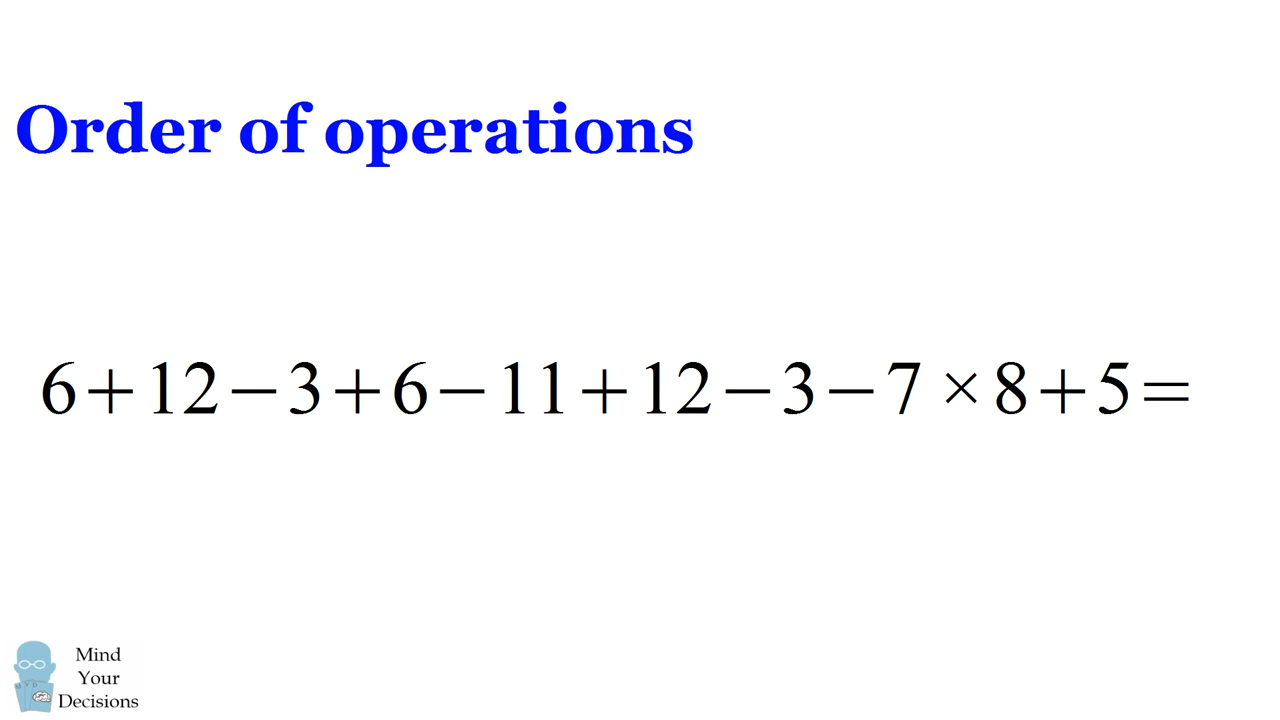 Order of operations
6+12−3+6−11+12−3−7×8+5=
Mind
Your
Decisions